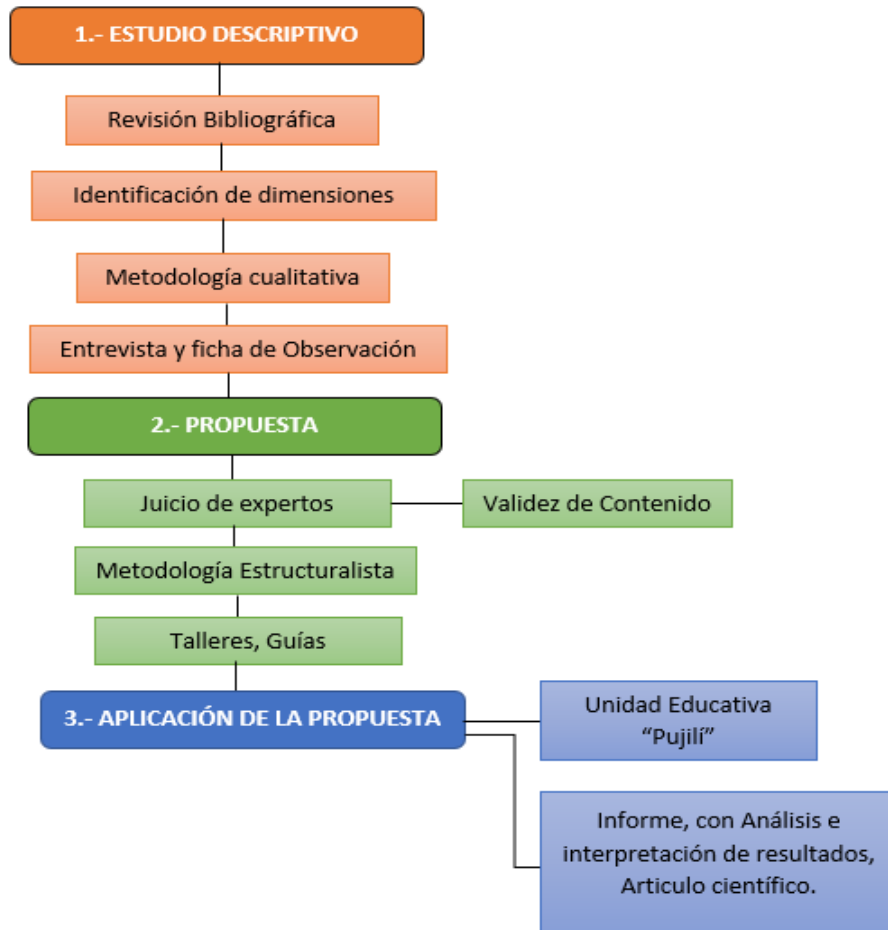 1.- ESTUDIO DESCRIPTIVO
Revisión Bibliográfica
Identificación de dimensiones
Metodología cualitativa
Entrevista y ficha de Observación
2.- PROPUESTA
Juicio de expertos
Validez de Contenido
Metodología Estructuralista
Talleres, Guías
3.- APLICACIÓN DE LA PROPUESTA
Unidad Educativa
“Pujilí”
Informe, con Análisis e
interpretación de resultados,
Articulo científico.